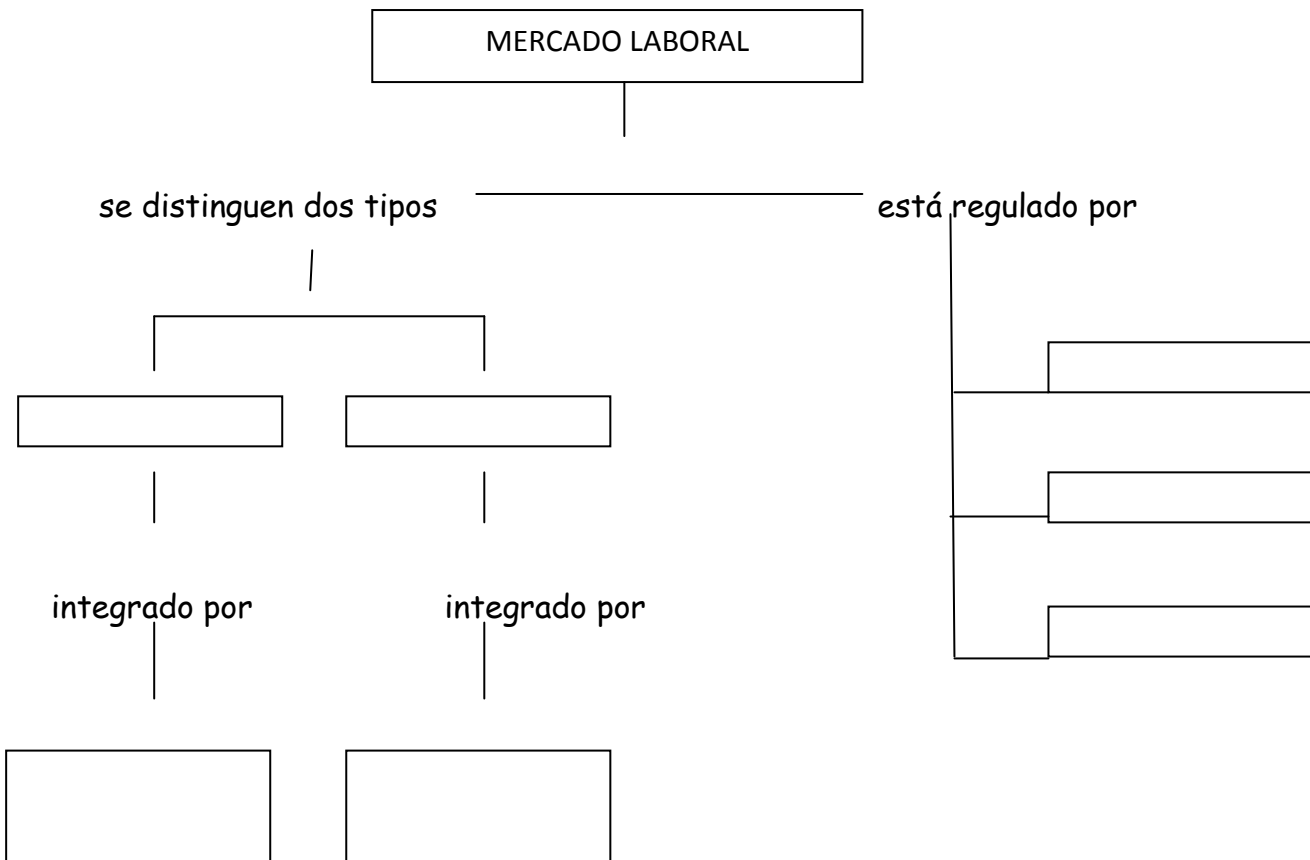 MERCADO LABORAL
se distinguen dos tipos
está regulado por
integrado por
integrado por